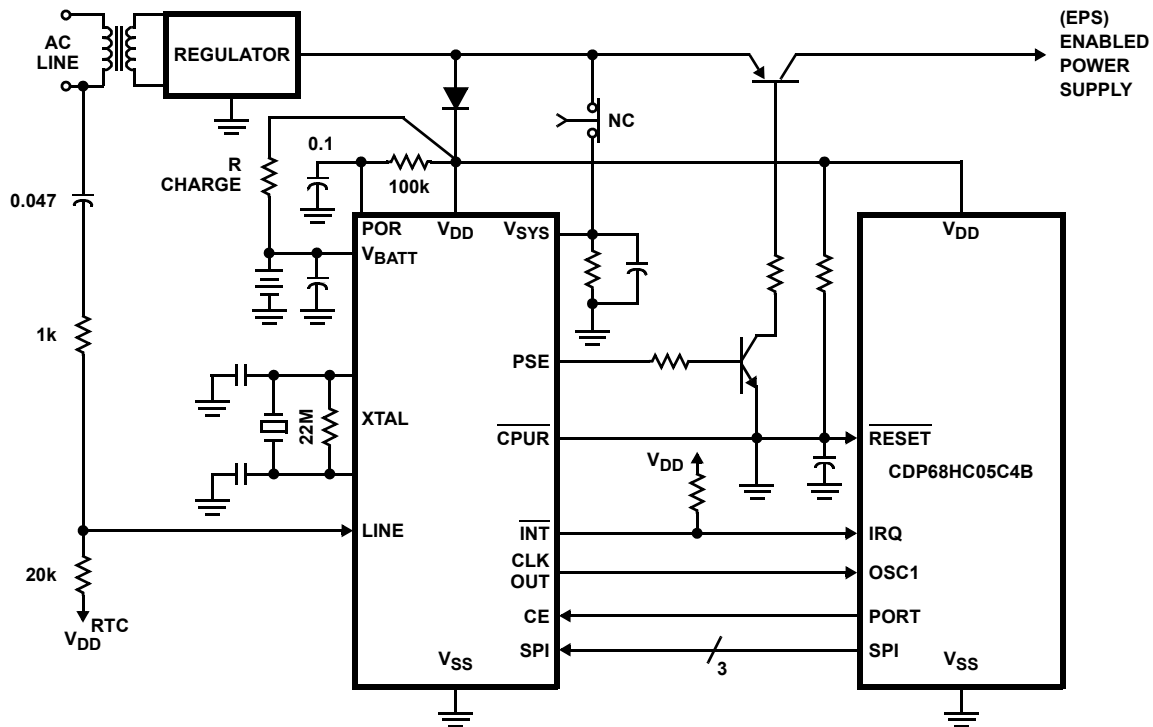 AC
LINE
REGULATOR
(EPS)
ENABLED
POWER
SUPPLY
NC
0.1
R
CHARGE
100k
0.047
POR
VDD
VSYS
VBATT
VDD
1k
PSE
22M
XTAL
CPUR
RESET
VDD
CDP68HC05C4B
LINE
INT
IRQ
20k
CLK
OUT
OSC1
RTC
VDD
CE
PORT
SPI
3
SPI
VSS
VSS